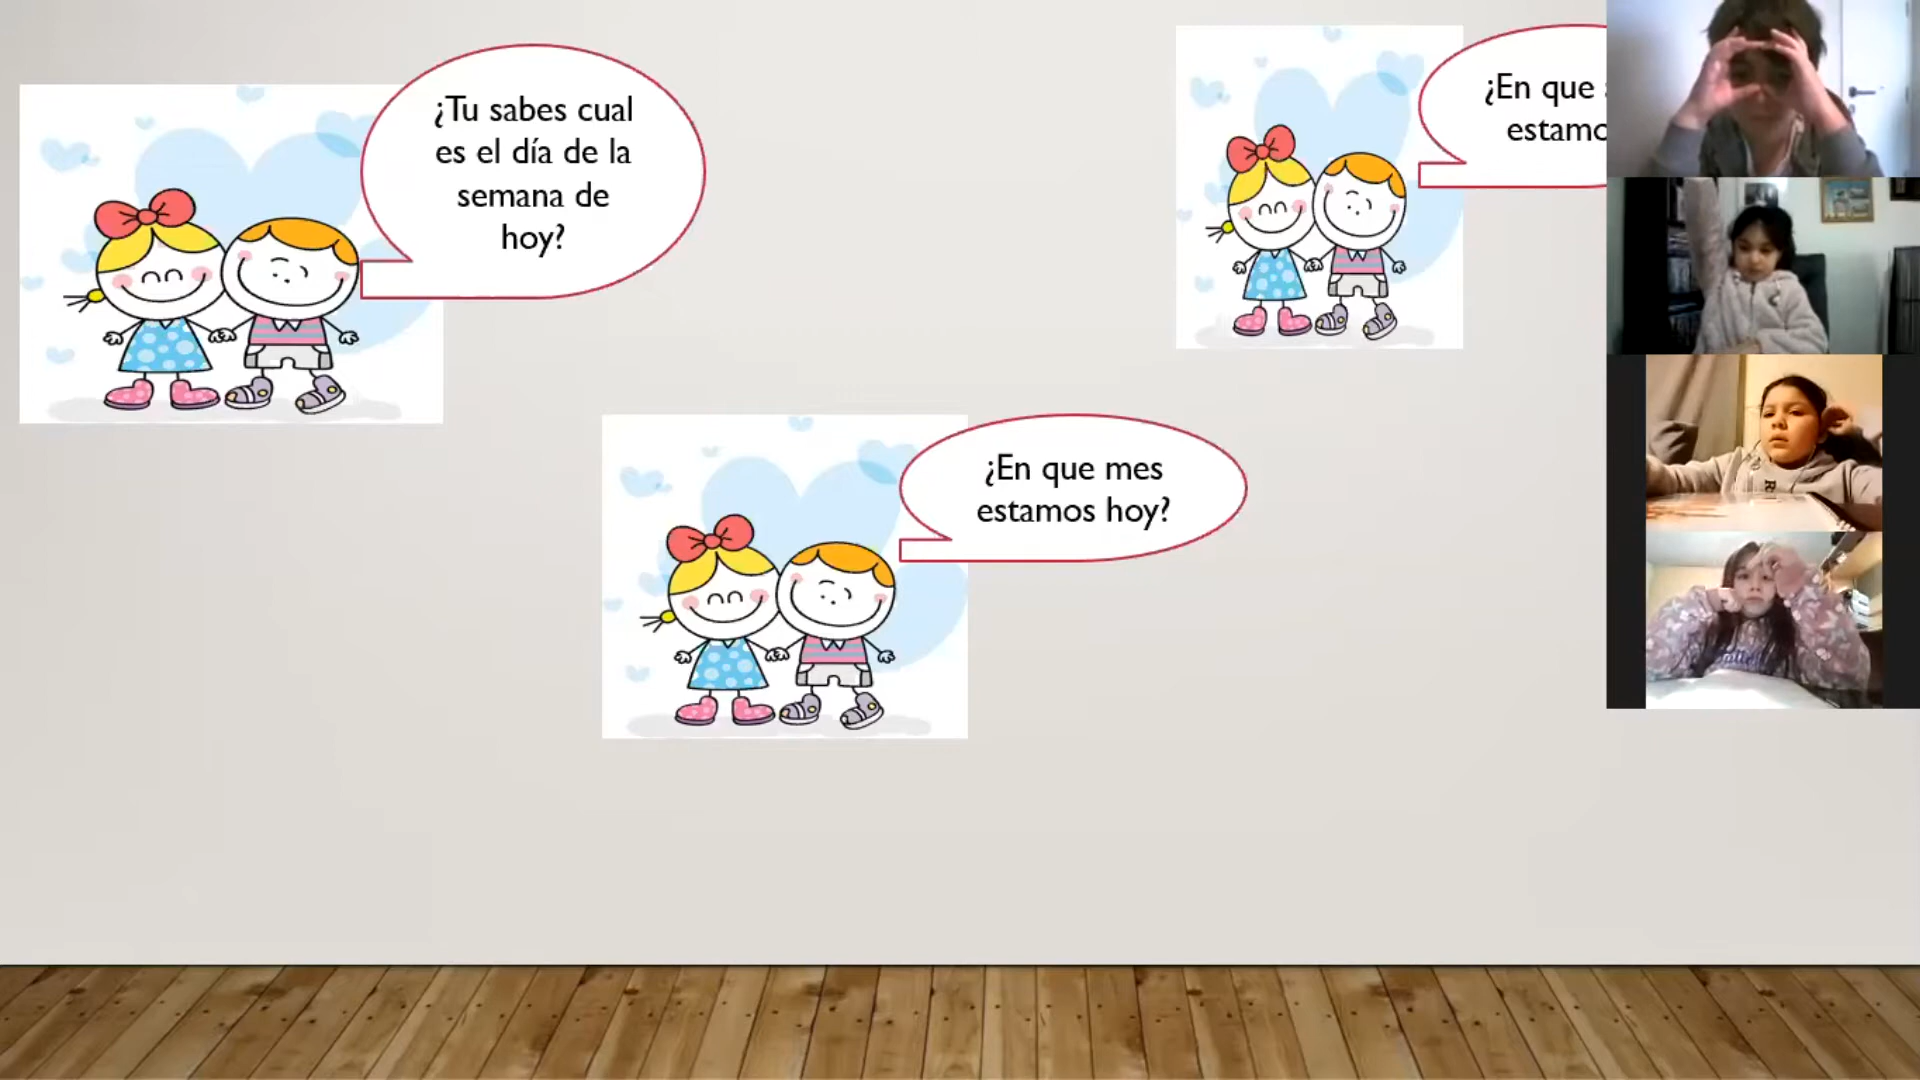 ¿Tu sabes cual
es el día de la
semana de
hoy?
¿En que
estamo
¿En que mes
estamos hoy?